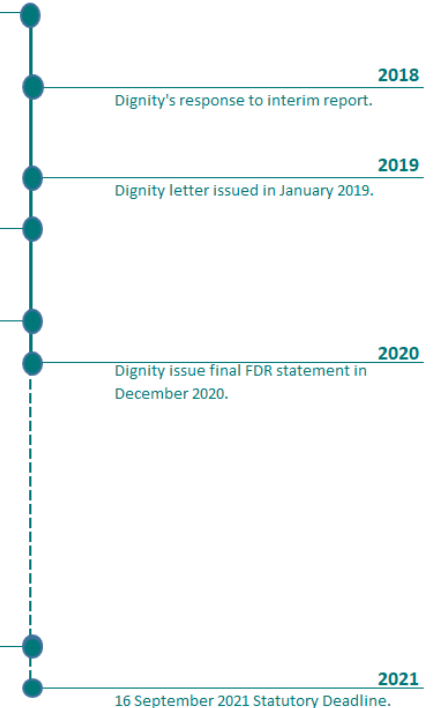 2018
Dignity's response to interim report.
2019
Dignity letter issued in January 2019.
2020
Dignity issue final FDR statement in
December 2020.
2021
16 September 2021 Statutory Deadline.